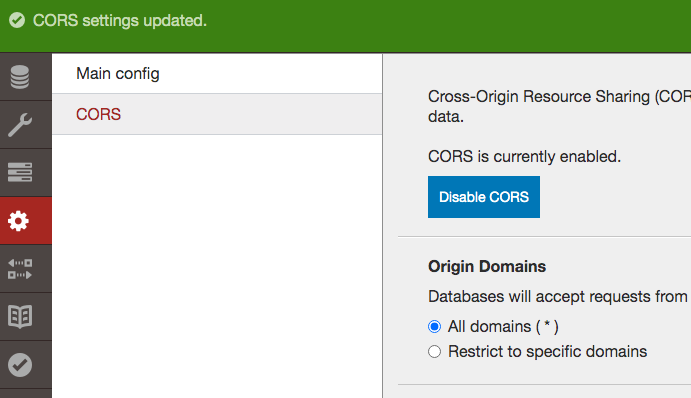 CORS settings updated.
Main config
CORS
Cross-Origin Resource Sharing (COR
data.
CORS is currently enabled.
Disable CORS
Origin Domains
Databases will accept requests from
All domains ( * )
Restrict to specific domains